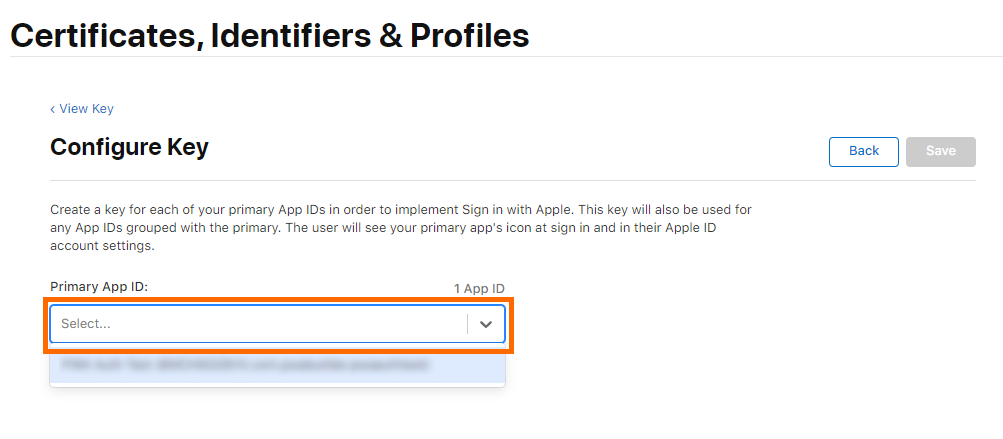 Certificates, Identifiers & Profiles
‹ View Key
Configure Key
Back
Save
Create a key for each of your primary App IDs in order to implement Sign in with Apple. This key will also be used for
any App IDs grouped with the primary. The user will see your primary app's icon at sign in and in their Apple ID
account settings.
Primary App ID:
1 App ID
Select...